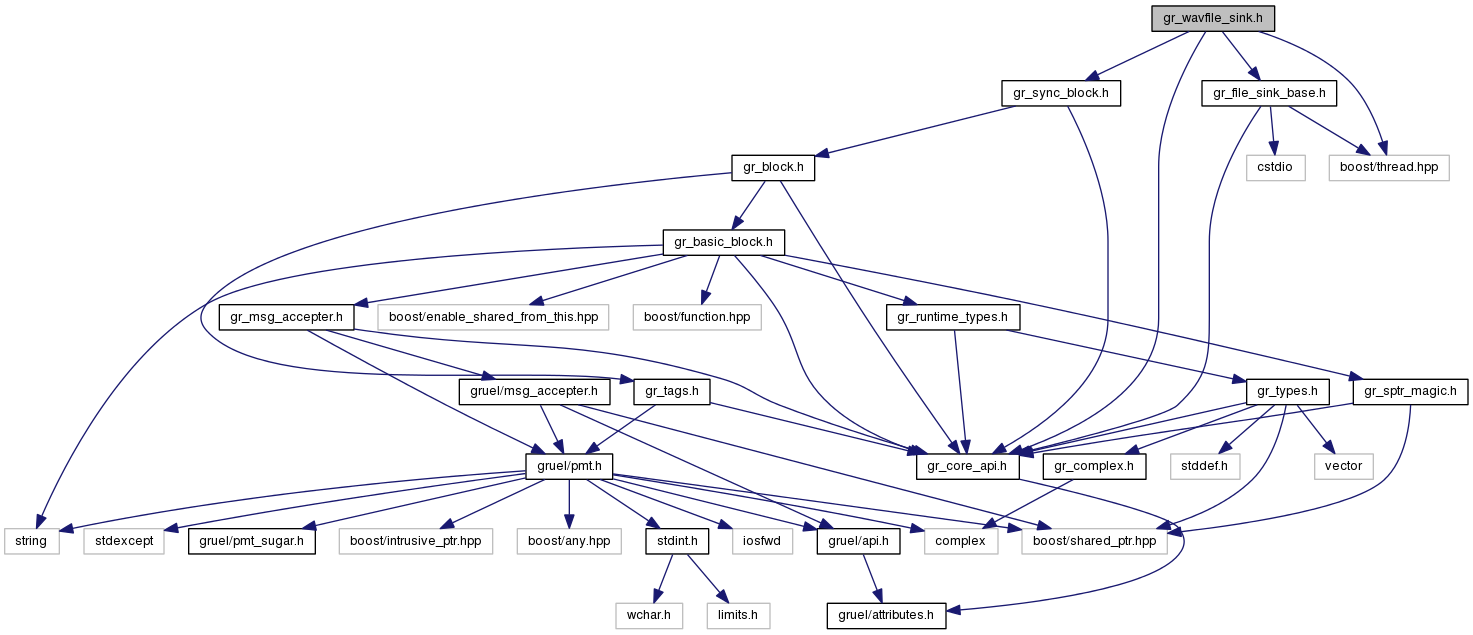 gr_wavfile_sink.h
gr_sync_block.h
gr_file_sink_base.h
gr_block.h
cstdio
boost/thread.hpp
gr_basic_block.h
gr_msg_accepter.h
boost/enable_shared_from_this.hpp
boost/function.hpp
gr_runtime_types.h
gruel/msg_accepter.h
gr_tags.h
gr_types.h
gr_sptr_magic.h
gruel/pmt.h
gr_core_api.h
gr_complex.h
stddef.h
vector
string
stdexcept
gruel/pmt_sugar.h
boost/intrusive_ptr.hpp
boost/any.hpp
stdint.h
iosfwd
gruel/api.h
complex
boost/shared_ptr.hpp
wchar.h
limits.h
gruel/attributes.h